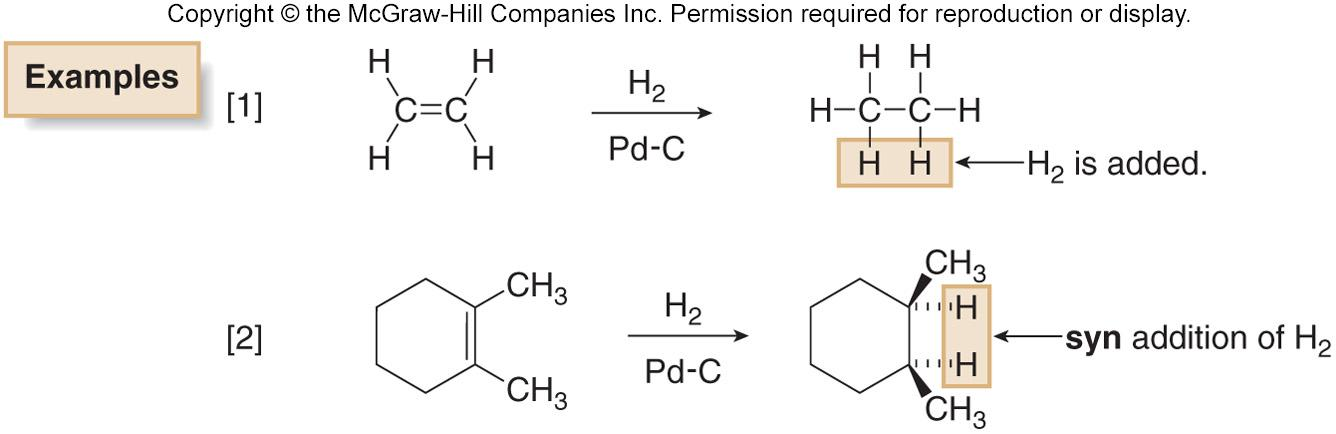 Copyright © the McGraw-Hill Companies Inc. Permission required for reproduction or display.
Examples
[1]
H H
C=C
H H
H₂
Pd-C
H H
H-C-C-H
H H
H₂ is added.
[2]
CH₃
CH₃
H₂
Pd-C
CH₃
H
H
CH₃
syn addition of H₂